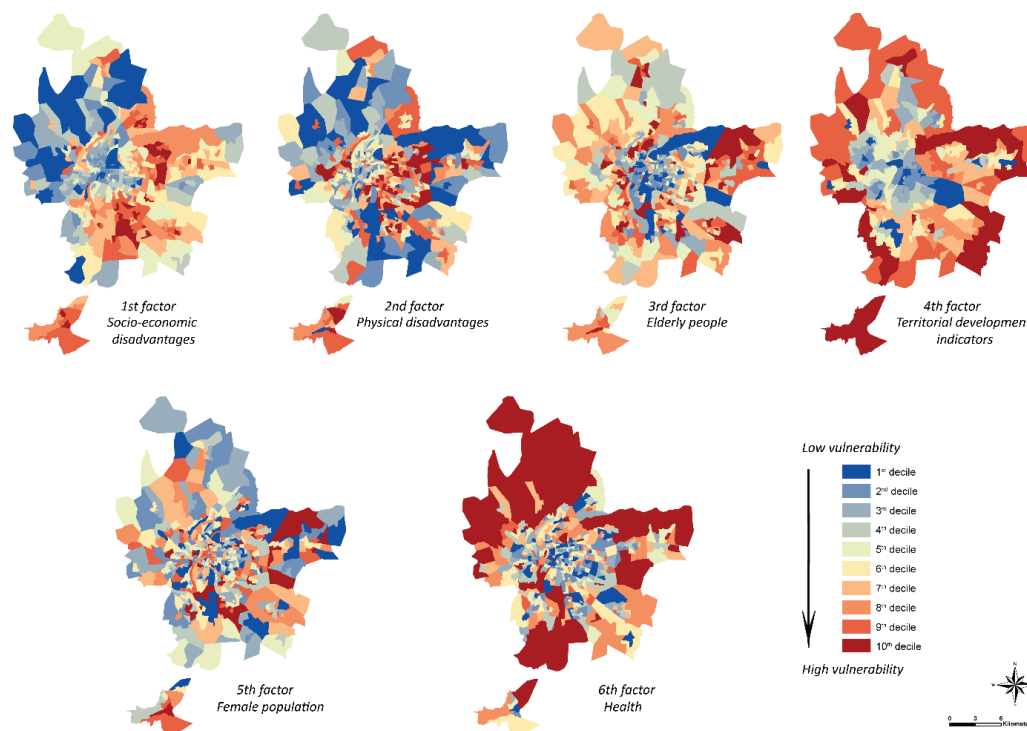 1st factor
Socio-economic
disadvantages
2nd factor
Physical disadvantages
3rd factor
Elderly people
4th factor
Territorial development
indicators
Low vulnerability
1st decile
2nd decile
3rd decile
4th decile
5th decile
6th decile
7th decile
8th decile
9th decile
10th decile
High vulnerability
5th factor
Female population
6th factor
Health
N
W
E
0 3 6